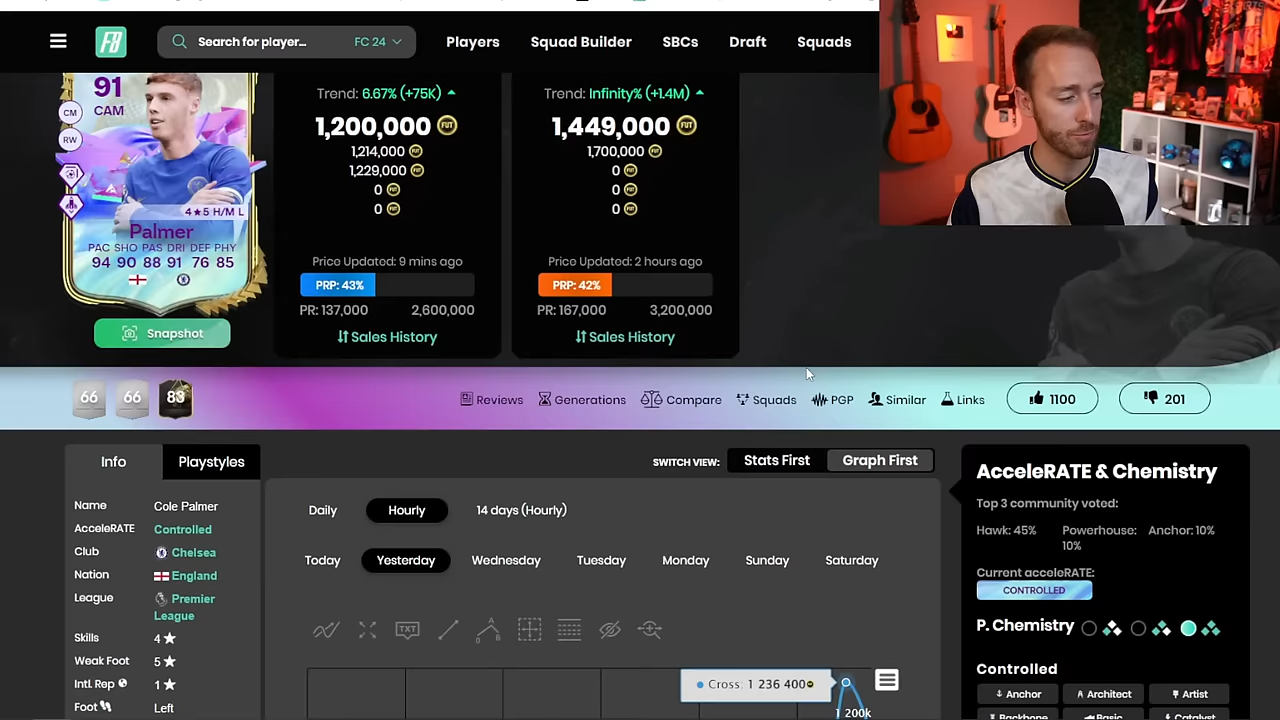 FB
Search for player...
FC 24
Players
Squad Builder
SBCs
Draft
Squads
91
CAM
CM
RW
4★5 H/M L
Palmer
PAC SHO PAS DRI DEF PHY
94 90 88 91 76 85
Snapshot
Trend: 6.67% (+75K)
1,200,000
1,214,000
1,229,000
0
0
Price Updated: 9 mins ago
PRP: 43%
PR: 137,000
2,600,000
Sales History
Trend: Infinity% (+1.4M)
1,449,000
1,700,000
0
0
0
Price Updated: 2 hours ago
PRP: 42%
PR: 167,000
3,200,000
Sales History
66
66
83
Reviews
Generations
Compare
Squads
PGP
Similar
Links
1100
201
Info
Playstyles
Name
Cole Palmer
AcceleRATE
Controlled
Club
Chelsea
Nation
England
League
Premier
League
Skills
4★
Weak Foot
5★
Intl. Rep
1★
Foot
Left
SWITCH VIEW:
Stats First
Graph First
Daily
Hourly
14 days (Hourly)
Today
Yesterday
Wednesday
Tuesday
Monday
Sunday
Saturday
TXT
Cross: 1 236 400
1 200k
AcceleRATE & Chemistry
Top 3 community voted:
Hawk: 45%
Powerhouse:
10%
Anchor: 10%
Current acceleRATE:
CONTROLLED
P. Chemistry
Controlled
Anchor
Architect
Artist
Backbone
Basic
Catalyst